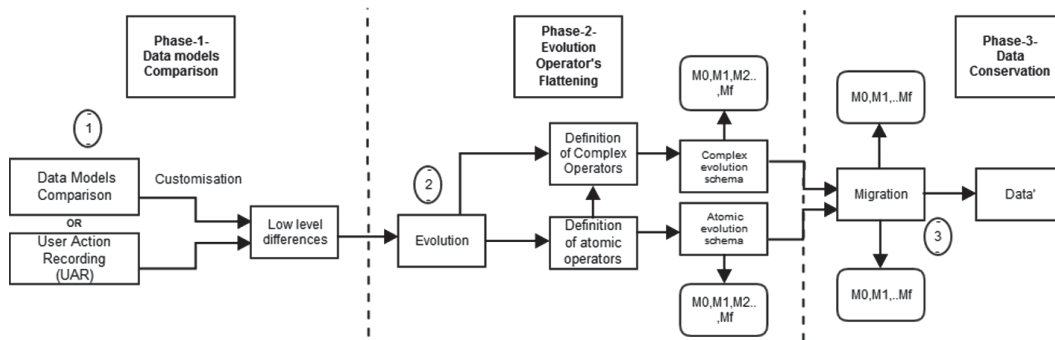 Phase-1-
Data models
Comparison
1
Data Models
Comparison
OR
User Action
Recording
(UAR)
Customisation
Low level
differences
Phase-2-
Evolution
Operator's
Flattening
2
Evolution
Definition
of Complex
Operators
Definition
of atomic
operators
M0,M1,M2..
,Mf
Complex
evolution
schema
Atomic
evolution
schema
M0,M1,M2..
,Mf
Phase-3-
Data
Conservation
M0,M1,..Mf
Migration
3
M0,M1,..Mf
Data'